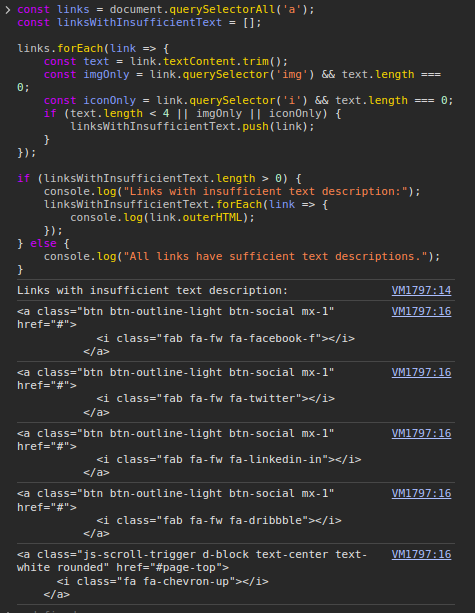 const links = document.querySelectorAll('a');
const linksWithInsufficientText = [];
links.forEach(link => {
    const text = link.textContent.trim();
    const imgOnly = link.querySelector('img') && text.length ===
0;
    const iconOnly = link.querySelector('i') && text.length === 0;
    if (text.length < 4 || imgOnly || iconOnly) {
        linksWithInsufficientText.push(link);
    }
});
if (linksWithInsufficientText.length > 0) {
    console.log("Links with insufficient text description:");
    linksWithInsufficientText.forEach(link => {
        console.log(link.outerHTML);
    });
} else {
    console.log("All links have sufficient text descriptions.");
}
Links with insufficient text description: VM1797:14
<a class="btn btn-outline-light btn-social mx-1" VM1797:16
href="#">
            <i class="fab fa-fw fa-facebook-f"></i>
          </a>
<a class="btn btn-outline-light btn-social mx-1" VM1797:16
href="#">
            <i class="fab fa-fw fa-twitter"></i>
          </a>
<a class="btn btn-outline-light btn-social mx-1" VM1797:16
href="#">
            <i class="fab fa-fw fa-linkedin-in"></i>
          </a>
<a class="btn btn-outline-light btn-social mx-1" VM1797:16
href="#">
            <i class="fab fa-fw fa-dribbble"></i>
          </a>
<a class="js-scroll-trigger d-block text-center text- VM1797:16
white rounded" href="#page-top">
      <i class="fa fa-chevron-up"></i>
    </a>